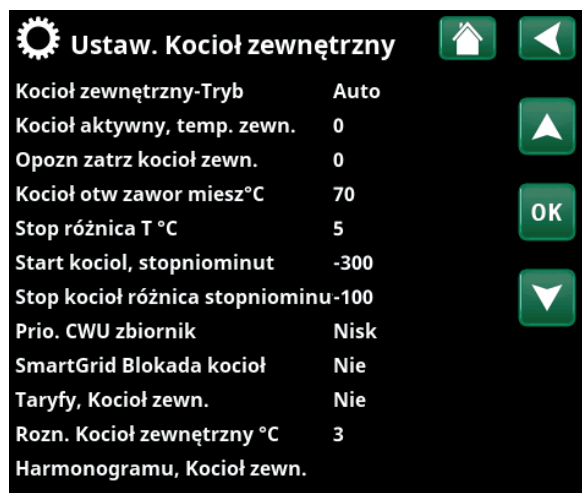 Ustaw. Kocioł zewnętrzny
Kocioł zewnętrzny-Tryb Auto
Kocioł aktywny, temp. zewn. 0
Opozn zatrz kocioł zewn. 0
Kocioł otw zawor miesz°C 70
Stop różnica T °C 5
Start kociol, stopniominut -300
Stop kocioł różnica stopniominu -100
Prio. CWU zbiornik Nisk
SmartGrid Blokada kocioł Nie
Taryfy, Kocioł zewn. Nie
Rozn. Kocioł zewnętrzny °C 3
Harmonogramu, Kocioł zewn.
OK